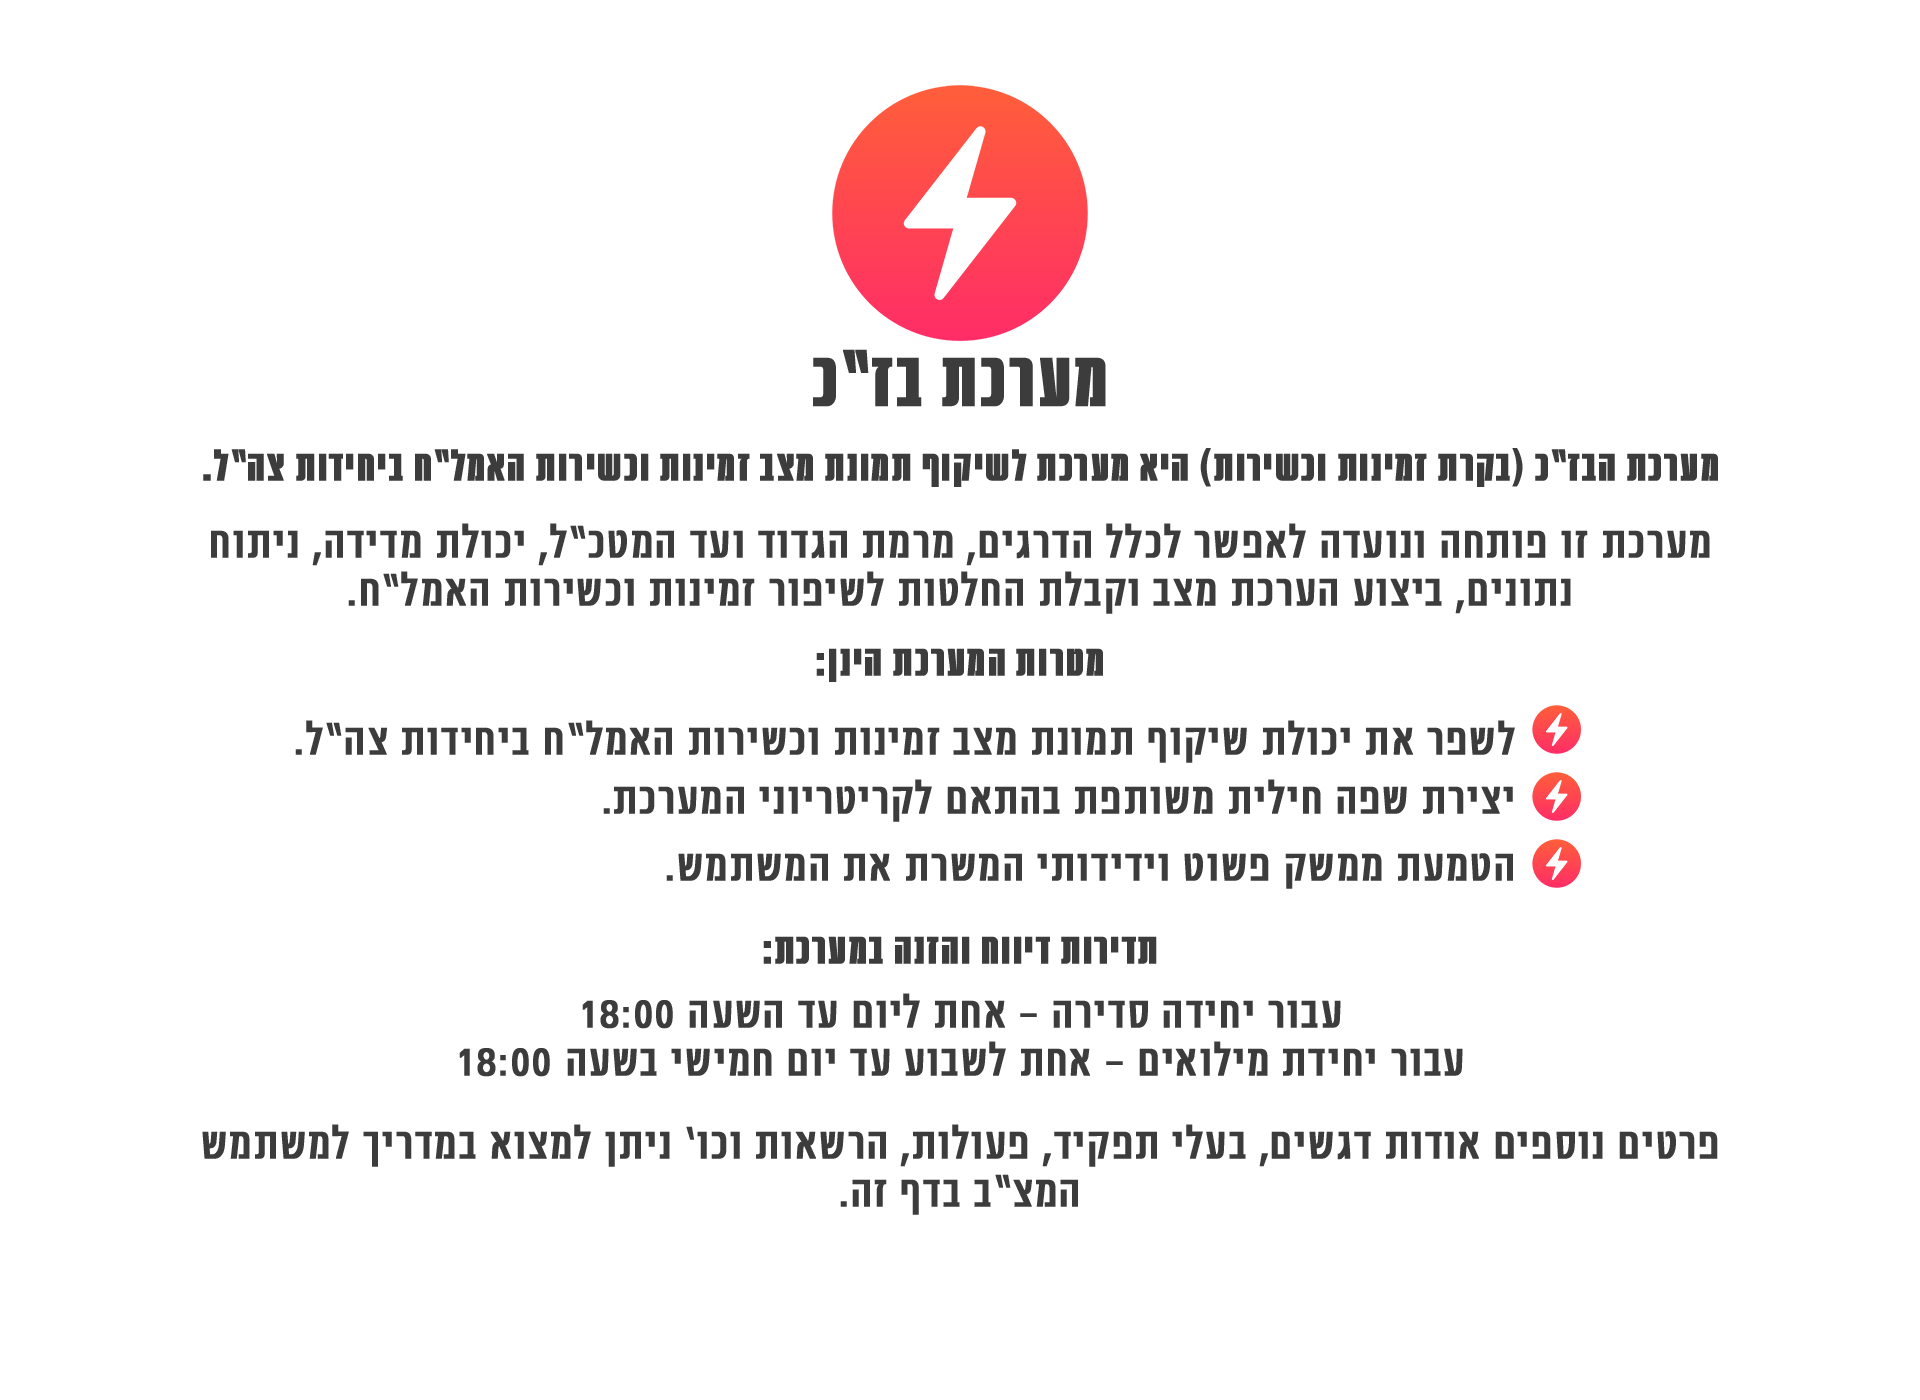 מערכת בז"כ
מערכת הבז"כ (בקרת זמינות וכשירות) היא מערכת לשיקוף תמונת מצב זמינות וכשירות האמל"ח ביחידות צה"ל.
מערכת זו פותחה ונועדה לאפשר לכלל הדרגים, מרמת הגדוד ועד המטכ"ל, יכולת מדידה, ניתוח
נתונים, ביצוע הערכת מצב וקבלת החלטות לשיפור זמינות וכשירות האמל"ח.
מטרות המערכת הינן:
לשפר את יכולת שיקוף תמונת מצב זמינות וכשירות האמל"ח ביחידות צה"ל.
יצירת שפה חילית משותפת בהתאם לקריטריוני המערכת.
הטמעת ממשק פשוט וידידותי המשרת את המשתמש.
תדירות דיווח והזנה במערכת:
עבור יחידה סדירה – אחת ליום עד השעה 18:00
עבור יחידת מילואים – אחת לשבוע עד יום חמישי בשעה 18:00
פרטים נוספים אודות דגשים, בעלי תפקיד, פעולות, הרשאות וכו' ניתן למצוא במדריך למשתמש
המצ"ב בדף זה.